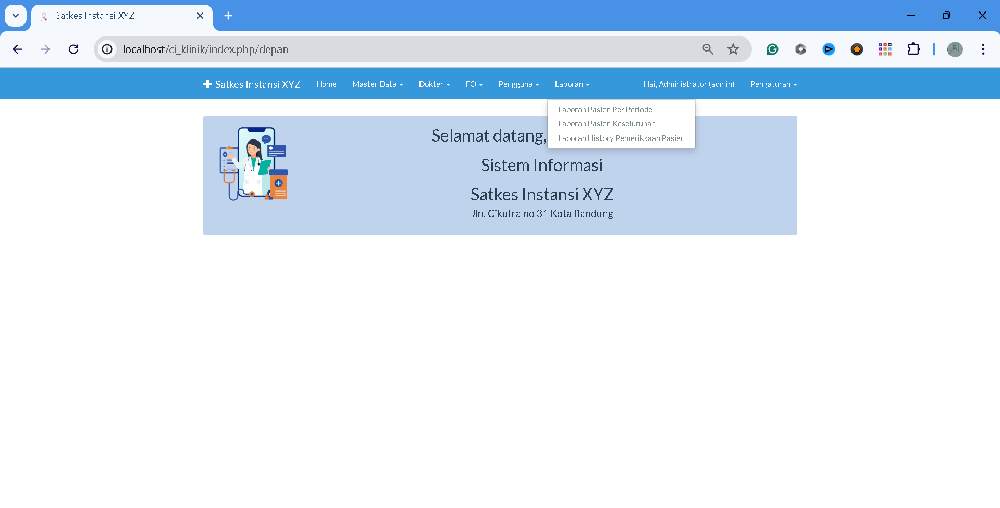 Satkes Instansi XYZ
localhost/ci_klinik/index.php/depan
Satkes Instansi XYZ
Home
Master Data
Dokter
FO
Pengguna
Laporan
Hai, Administrator (admin)
Pengaturan
Laporan Pasien Per Periode
Laporan Pasien Keseluruhan
Laporan History Pemeriksaan Pasien
Selamat datang,
Sistem Informasi
Satkes Instansi XYZ
Jln. Cikutra no 31 Kota Bandung